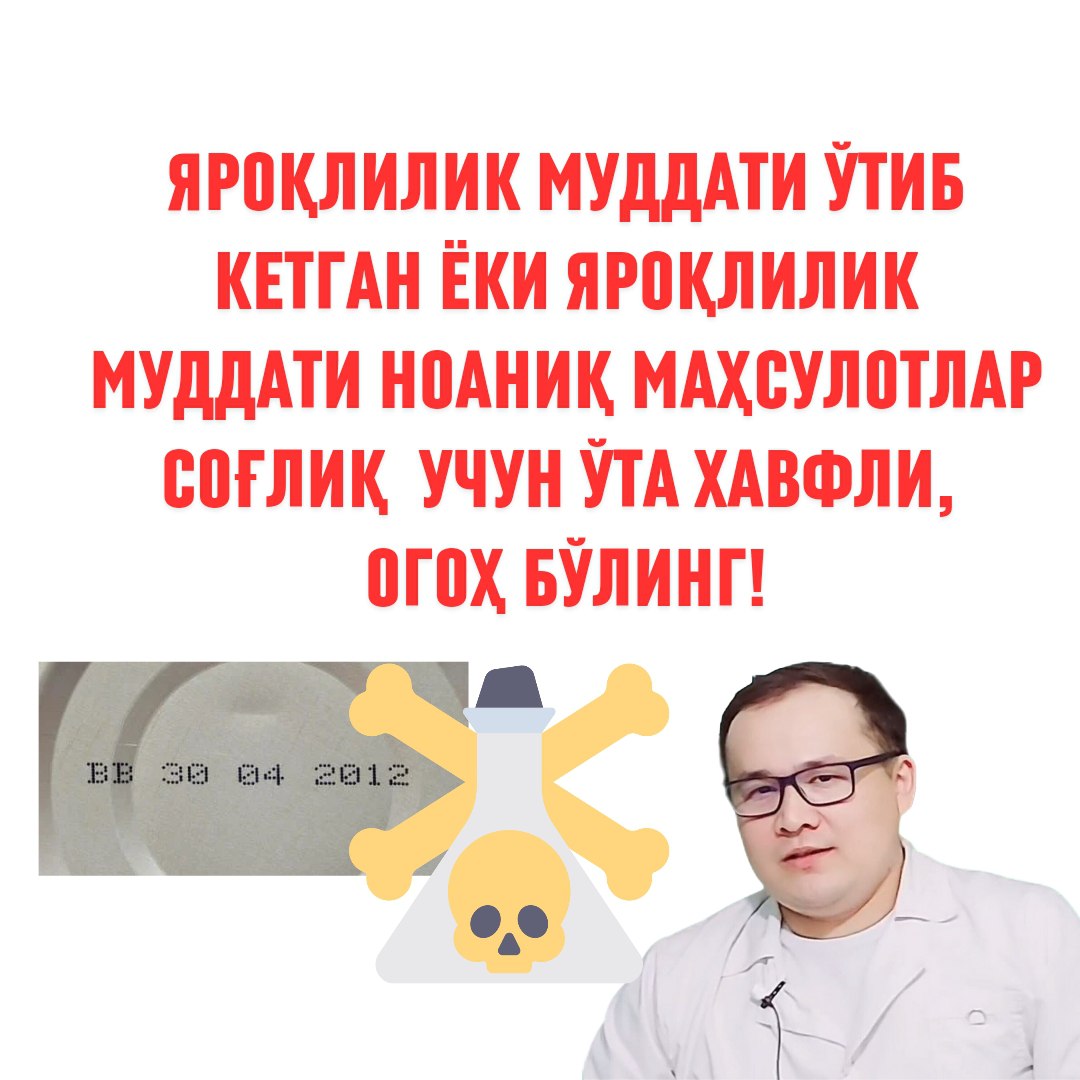 ЯРОҚЛИЛИК МУДДАТИ ЎТИБ
КЕТГАН ЁКИ ЯРОҚЛИЛИК
МУДДАТИ НОАНИҚ МАҲСУЛОТЛАР
СОҒЛИҚ УЧУН ЎТА ХАВФЛИ,
ОГОҲ БЎЛИНГ!
BB 30 04 2012